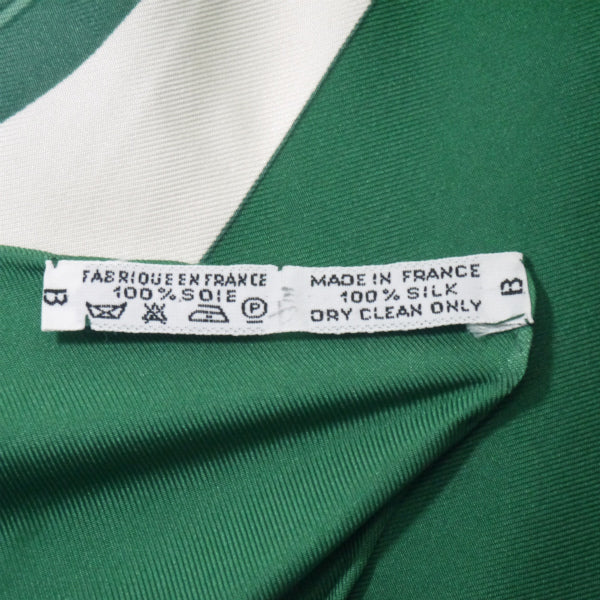 B
FABRIQUE EN FRANCE
100% SOIE
P
MADE IN FRANCE
100% SILK
DRY CLEAN ONLY
B